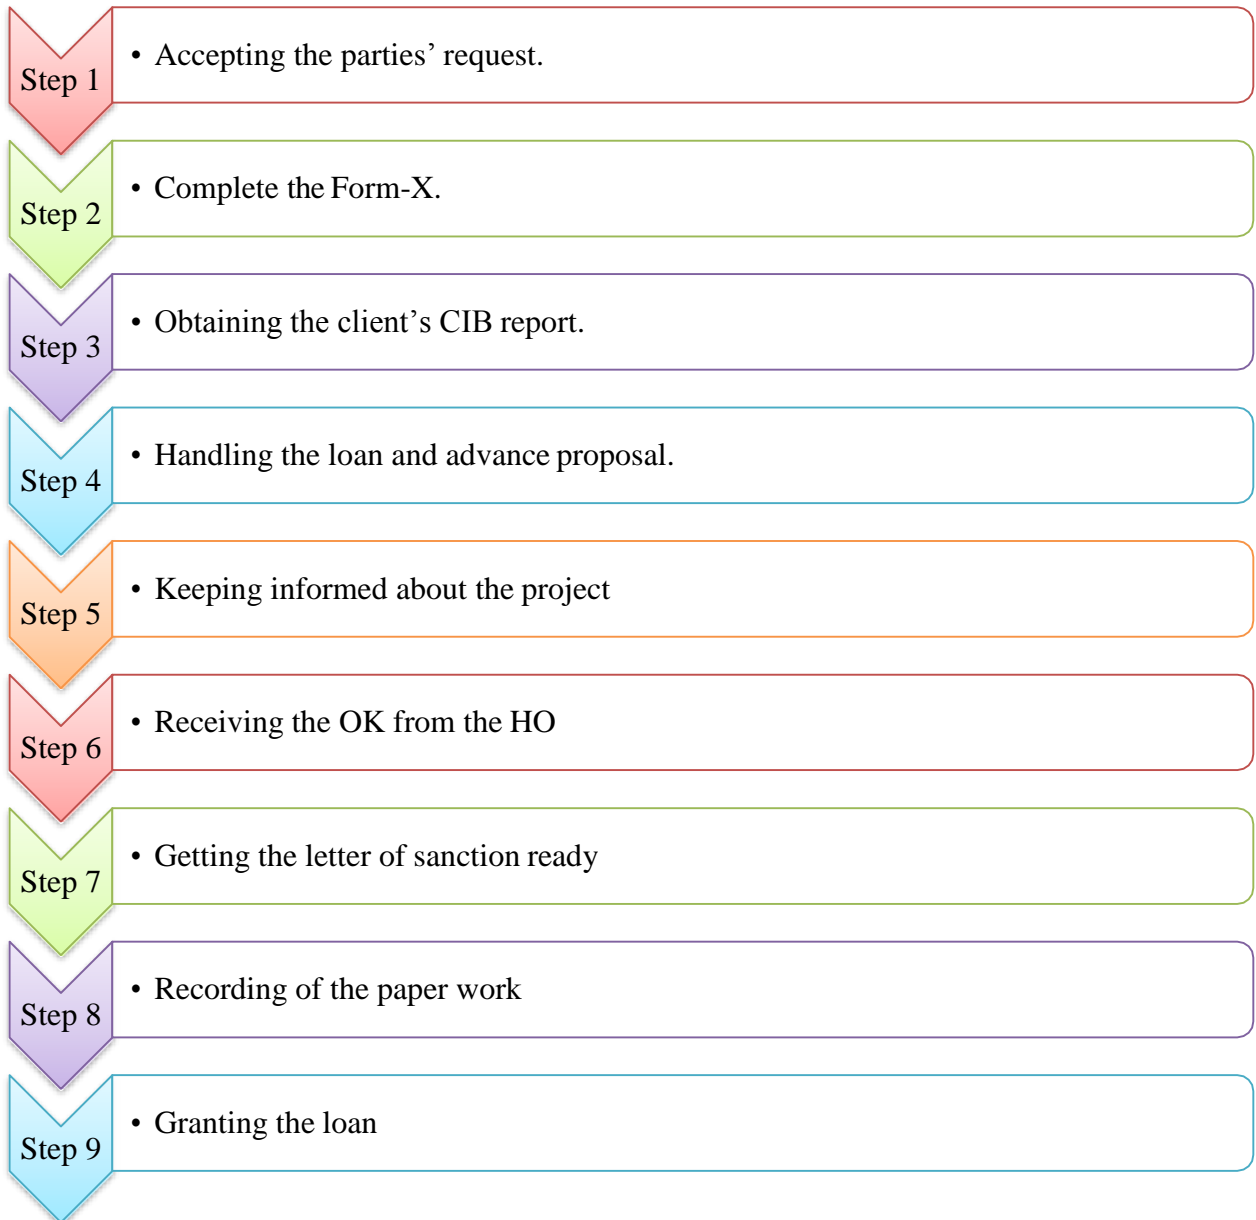 Step 1
• Accepting the parties’ request.
Step 2
• Complete the Form-X.
Step 3
• Obtaining the client’s CIB report.
Step 4
• Handling the loan and advance proposal.
Step 5
• Keeping informed about the project
Step 6
• Receiving the OK from the HO
Step 7
• Getting the letter of sanction ready
Step 8
• Recording of the paper work
Step 9
• Granting the loan